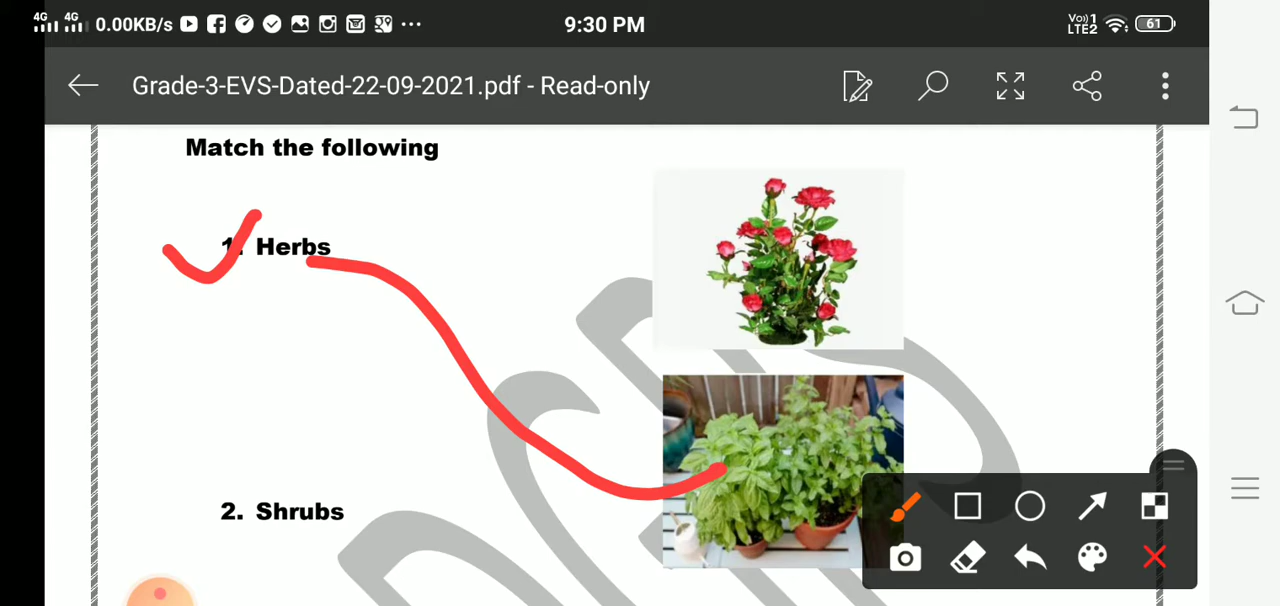 4G 4G 0.00KB/s 9:30 PM Vo)) 1 LTE2 61
Grade-3-EVS-Dated-22-09-2021.pdf - Read-only
Match the following
1. Herbs
2. Shrubs